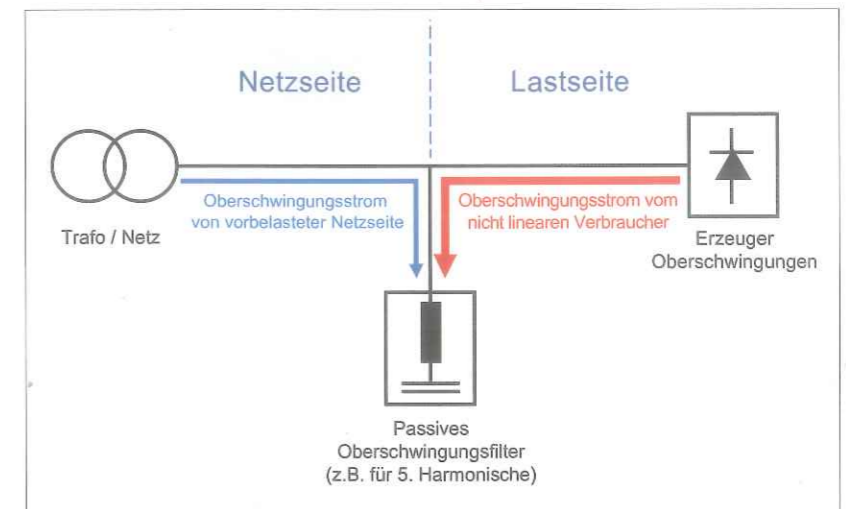 Netzseite
Lastseite
Oberschwingungsstrom
von vorbelasteter Netzseite
Oberschwingungsstrom vom
nicht linearen Verbraucher
Trafo / Netz
Erzeuger
Oberschwingungen
Passives
Oberschwingungsfilter
(z.B. für 5. Harmonische)